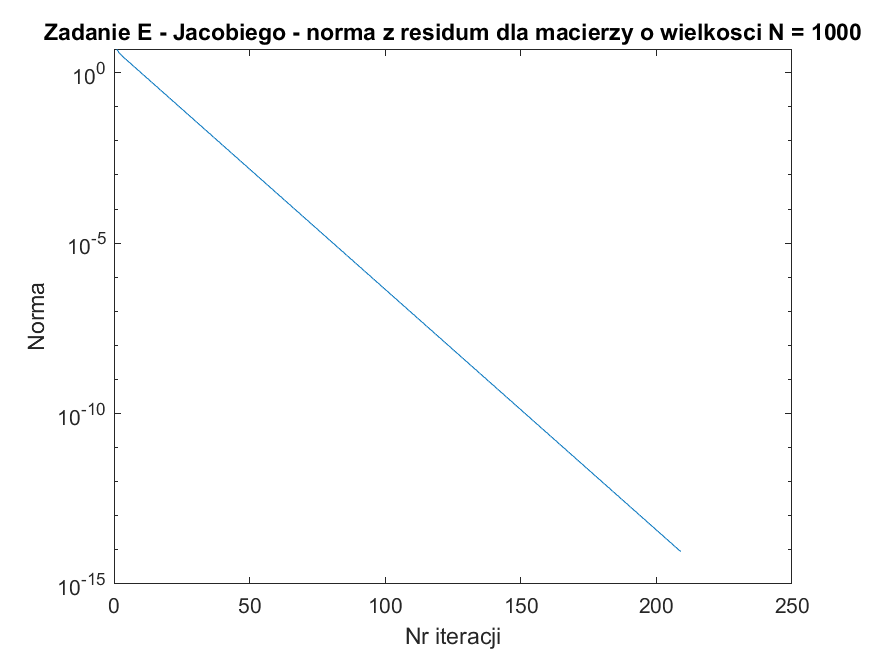 Zadanie E - Jacobiego - norma z residum dla macierzy o wielkosci N = 1000
10^0
10^-5
10^-10
10^-15
Norma
0 50 100 150 200 250
Nr iteracji